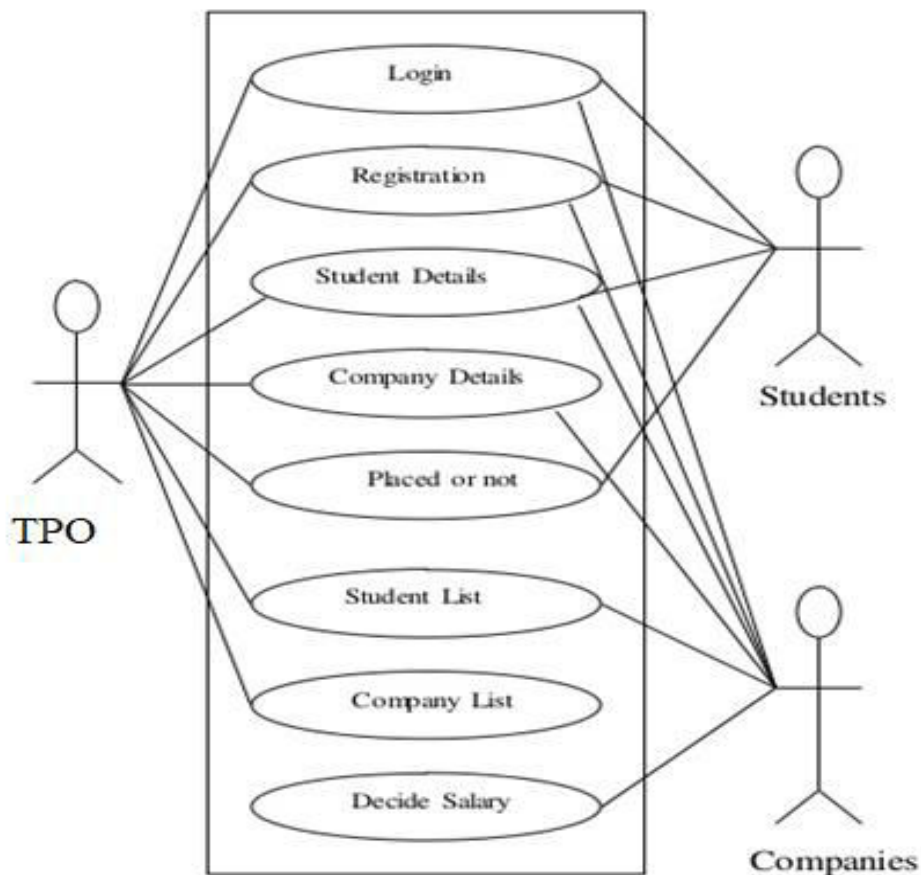 Login
Registration
Student Details
Company Details
Placed or not
Student List
Company List
Decide Salary
TPO
Students
Companies